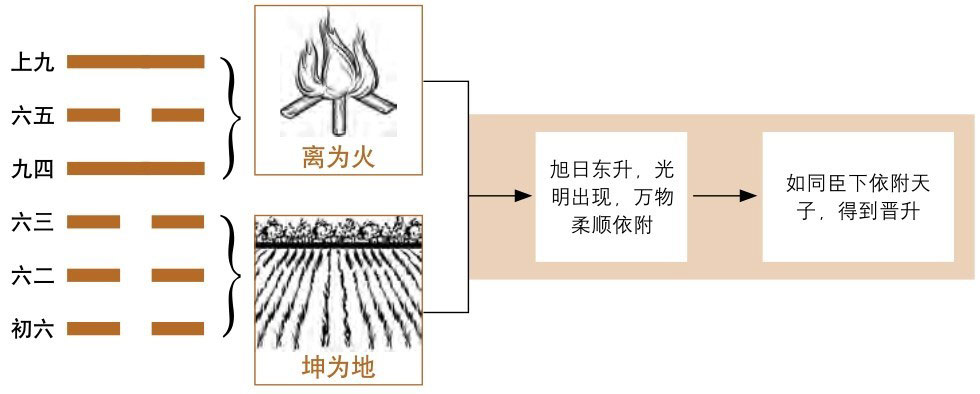 上九
六五
九四
六三
六二
初六
离为火
坤为地
旭日东升，光
明出现，万物
柔顺依附
如同臣下依附天
子，得到晋升